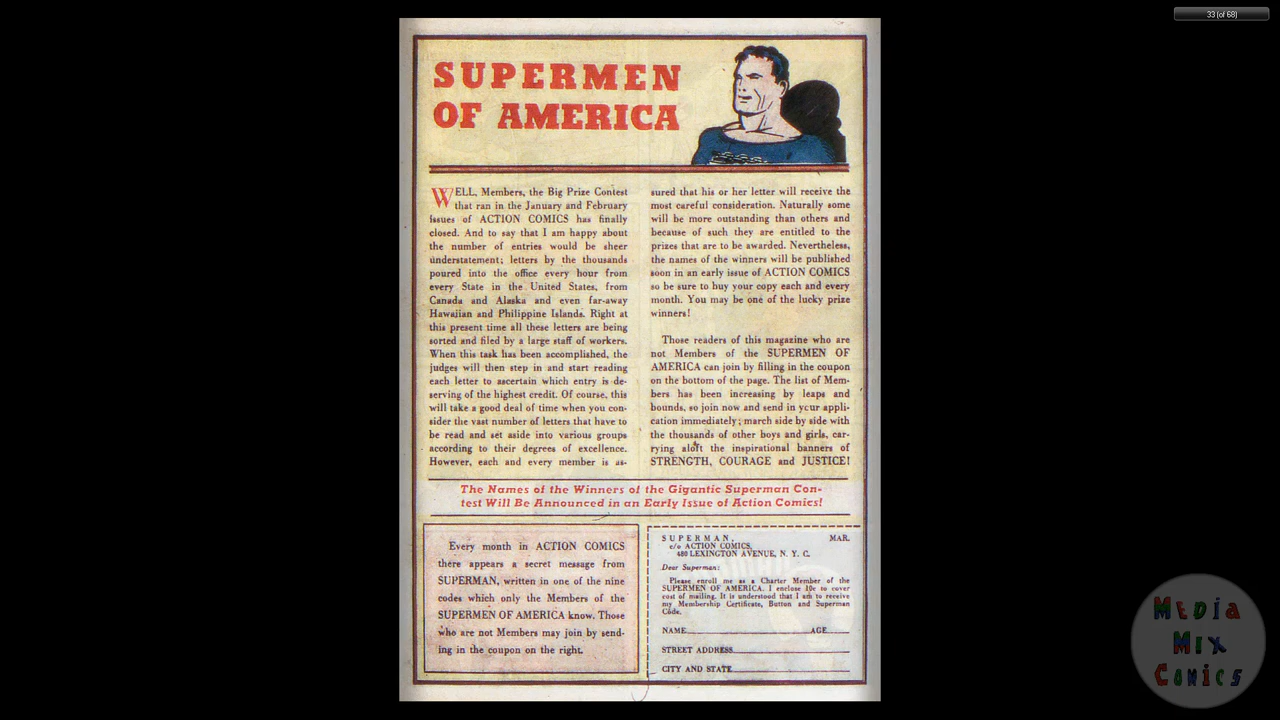 33 (of 68)
SUPERMEN
OF AMERICA
WELL, Members, the Big Prize Contest
that ran in the January and February
issues of ACTION COMICS has finally
closed. And to say that I am happy about
the number of entries would be sheer
understatement; letters by the thousands
poured into the office every hour from
every State in the United States, from
Canada and Alaska and even far-away
Hawaiian and Philippine Islands. Right at
this present time all these letters are being
sorted and filed by a large staff of workers.
When this task has been accomplished, the
judges will then step in and start reading
each letter to ascertain which entry is de-
serving of the highest credit. Of course, this
will take a good deal of time when you con-
sider the vast number of letters that have to
be read and set aside into various groups
according to their degrees of excellence.
However, each and every member is as-
sured that his or her letter will receive the
most careful consideration. Naturally some
will be more outstanding than others and
because of such they are entitled to the
prizes that are to be awarded. Nevertheless,
the names of the winners will be published
soon in an early issue of ACTION COMICS
so be sure to buy your copy each and every
month. You may be one of the lucky prize
winners!
Those readers of this magazine who are
not Members of the SUPERMEN OF
AMERICA can join by filling in the coupon
on the bottom of the page. The list of Mem-
bers has been increasing by leaps and
bounds, so join now and send in your appli-
cation immediately; march side by side with
the thousands of other boys and girls, car-
rying aloft the inspirational banners of
STRENGTH, COURAGE and JUSTICE!
The Names of the Winners of the Gigantic Superman Con-
test Will Be Announced in an Early Issue of Action Comics!
Every month in ACTION COMICS
there appears a secret message from
SUPERMAN, written in one of the nine
codes which only the Members of the
SUPERMEN OF AMERICA know. Those
who are not Members may join by send-
ing in the coupon on the right.
SUPERMAN, MAR.
c/o ACTION COMICS,
480 LEXINGTON AVENUE, N. Y. C.
Dear Superman:
Please enroll me as a Charter Member of the
SUPERMEN OF AMERICA. I enclose 10c to cover
cost of mailing. It is understood that I am to receive
my Membership Certificate, Button and Superman
Code.
NAME AGE
STREET ADDRESS
CITY AND STATE
MEDIA
MIX
COMICS